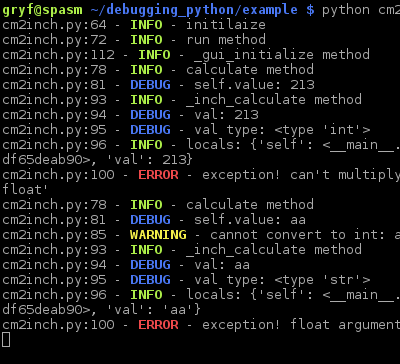 gryf@spasm ~/debugging_python/example $ python cm2
cm2inch.py:64 - INFO - initilaize
cm2inch.py:72 - INFO - run method
cm2inch.py:112 - INFO - _gui_initialize method
cm2inch.py:78 - INFO - calculate method
cm2inch.py:81 - DEBUG - self.value: 213
cm2inch.py:93 - INFO - _inch_calculate method
cm2inch.py:94 - DEBUG - val: 213
cm2inch.py:95 - DEBUG - val type: <type 'int'>
cm2inch.py:96 - INFO - locals: {'self': <__main__.
df65deab90>, 'val': 213}
cm2inch.py:100 - ERROR - exception! can't multiply
float'
cm2inch.py:78 - INFO - calculate method
cm2inch.py:81 - DEBUG - self.value: aa
cm2inch.py:85 - WARNING - cannot convert to int: a
cm2inch.py:93 - INFO - _inch_calculate method
cm2inch.py:94 - DEBUG - val: aa
cm2inch.py:95 - DEBUG - val type: <type 'str'>
cm2inch.py:96 - INFO - locals: {'self': <__main__.
df65deab90>, 'val': 'aa'}
cm2inch.py:100 - ERROR - exception! float argument